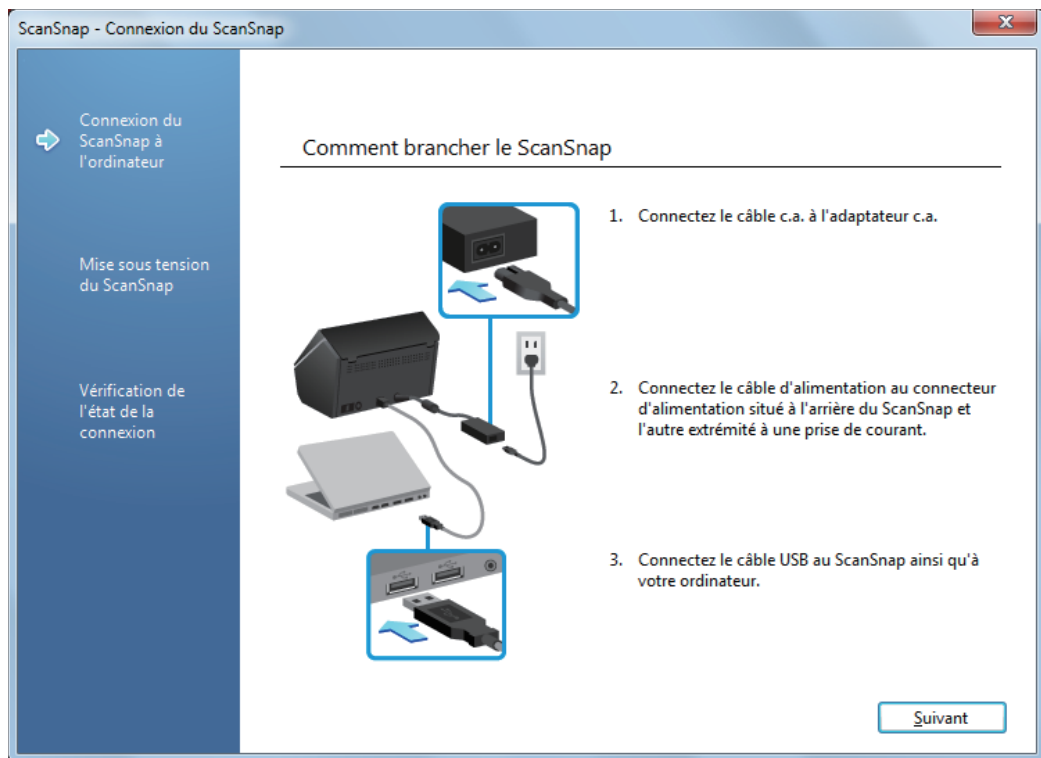 ScanSnap - Connexion du ScanSnap
Connexion du
ScanSnap à
l'ordinateur
Mise sous tension
du ScanSnap
Vérification de
l'état de la
connexion
Comment brancher le ScanSnap
1. Connectez le câble c.a. à l'adaptateur c.a.
2. Connectez le câble d'alimentation au connecteur
d'alimentation situé à l'arrière du ScanSnap et
l'autre extrémité à une prise de courant.
3. Connectez le câble USB au ScanSnap ainsi qu'à
votre ordinateur.
Suivant